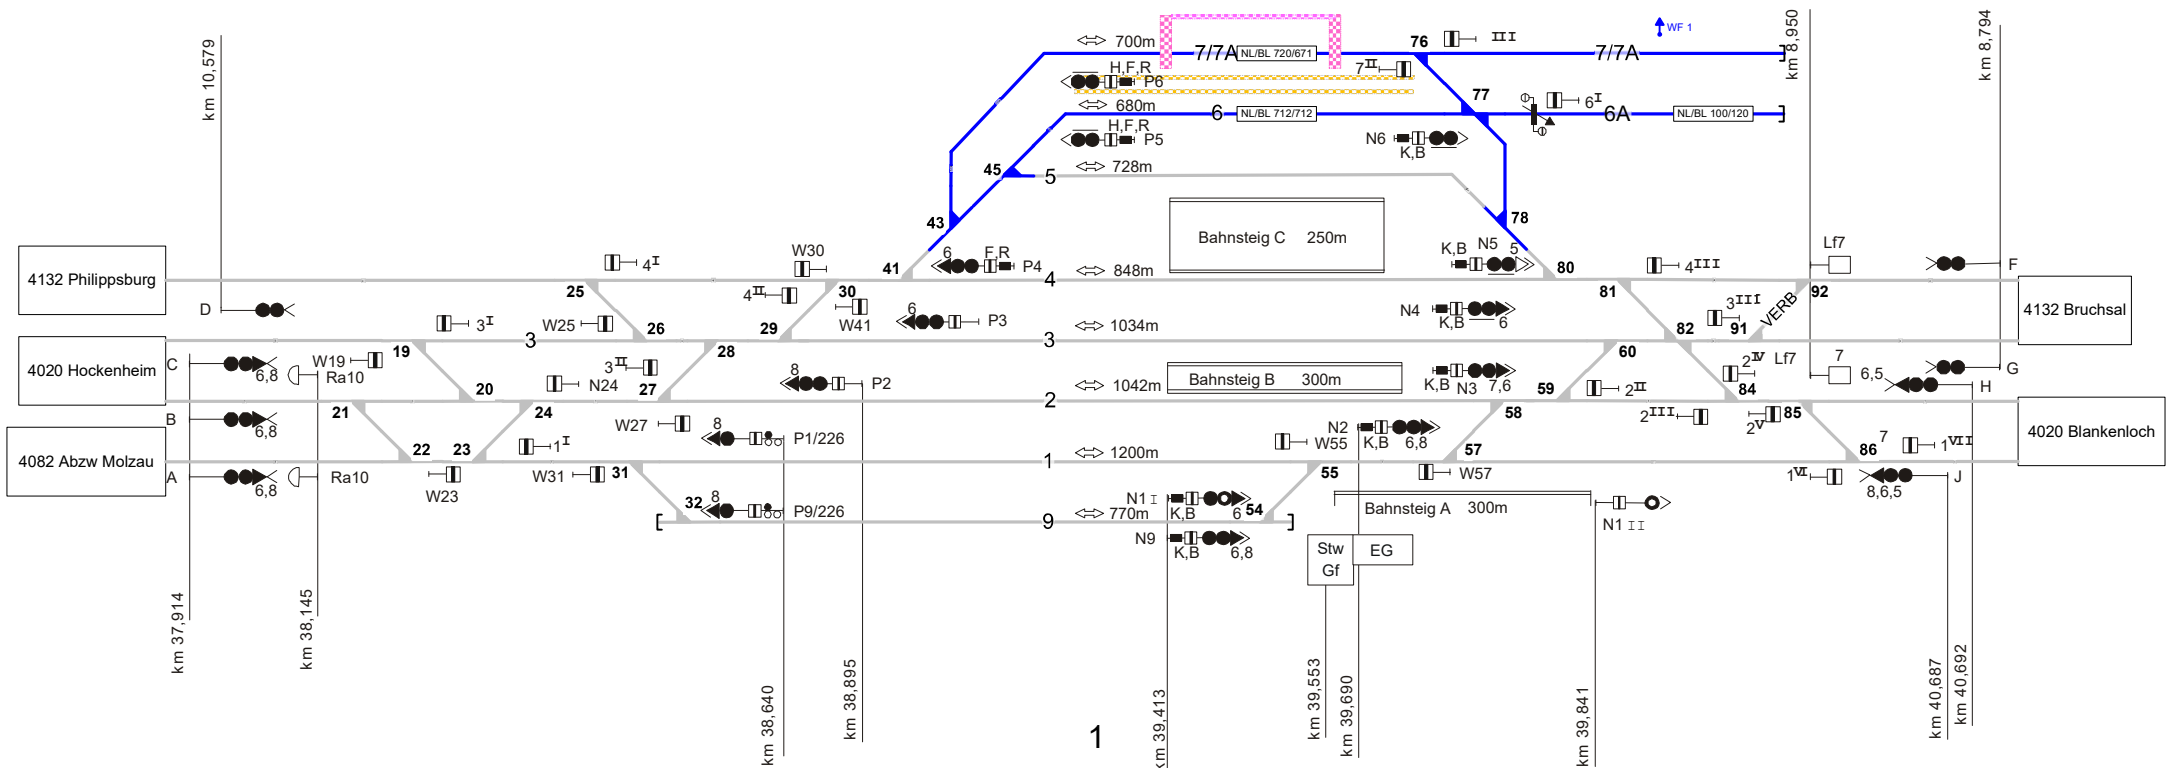 km 10,579
700m
7/7A
NL/BL 720/671
76
III
7/7A
WF 1
km 8,950
km 8,794
H,F,R
P6
7II
77
680m
6
NL/BL 712/712
6I
6A
NL/BL 100/120
H,F,R
P5
N6
K,B
45
5
728m
43
78
Bahnsteig C 250m
4132 Philippsburg
D
4I
W30
41
6
F,R
P4
4
848m
K,B
N5
5
80
4III
Lf7
F
4132 Bruchsal
25
4II
30
W41
6
P3
N4
K,B
6
81
3III
VERB
92
3I
W25
26
29
3
1034m
3
82
91
4020 Hockenheim
C
6,8
W19
Ra10
19
3II
28
60
2IV
Lf7
7
6,5
G
H
20
N24
27
8
P2
1042m
2
Bahnsteig B 300m
K,B
N3
7,6
59
2II
84
B
6,8
21
24
W27
8
P1/226
N2
K,B
6,8
58
2III
2V
85
4020 Blankenloch
4082 Abzw Molzau
22
23
1I
W31
31
1
1200m
W55
57
W57
55
86
7
1VII
A
6,8
Ra10
W23
8
P9/226
32
9
770m
N1 I
K,B
6
54
Bahnsteig A 300m
N1 II
1VI
8,6,5
J
N9
K,B
6,8
Stw
Gf
EG
km 37,914
km 38,145
km 38,640
km 38,895
km 39,413
km 39,553
km 39,690
km 39,841
km 40,687
km 40,692
1